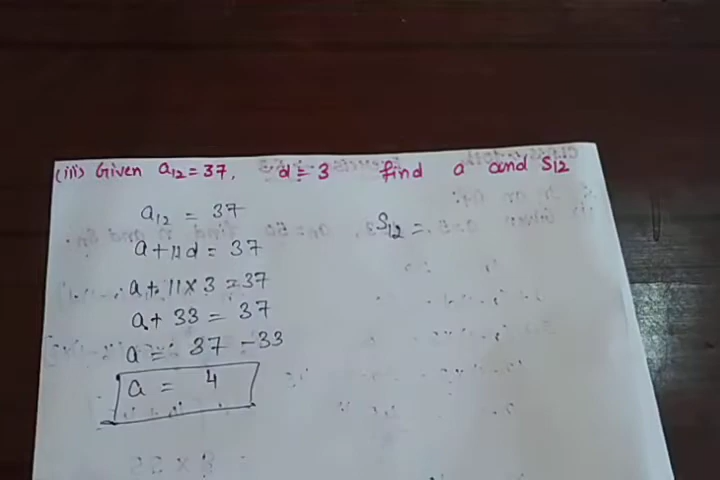 (iii) Given a₁₂ = 37, d = 3 find a and S₁₂
a₁₂ = 37
a + 11d = 37
a + 11 × 3 = 37
a + 33 = 37
a = 37 - 33
a = 4
S₁₂ =